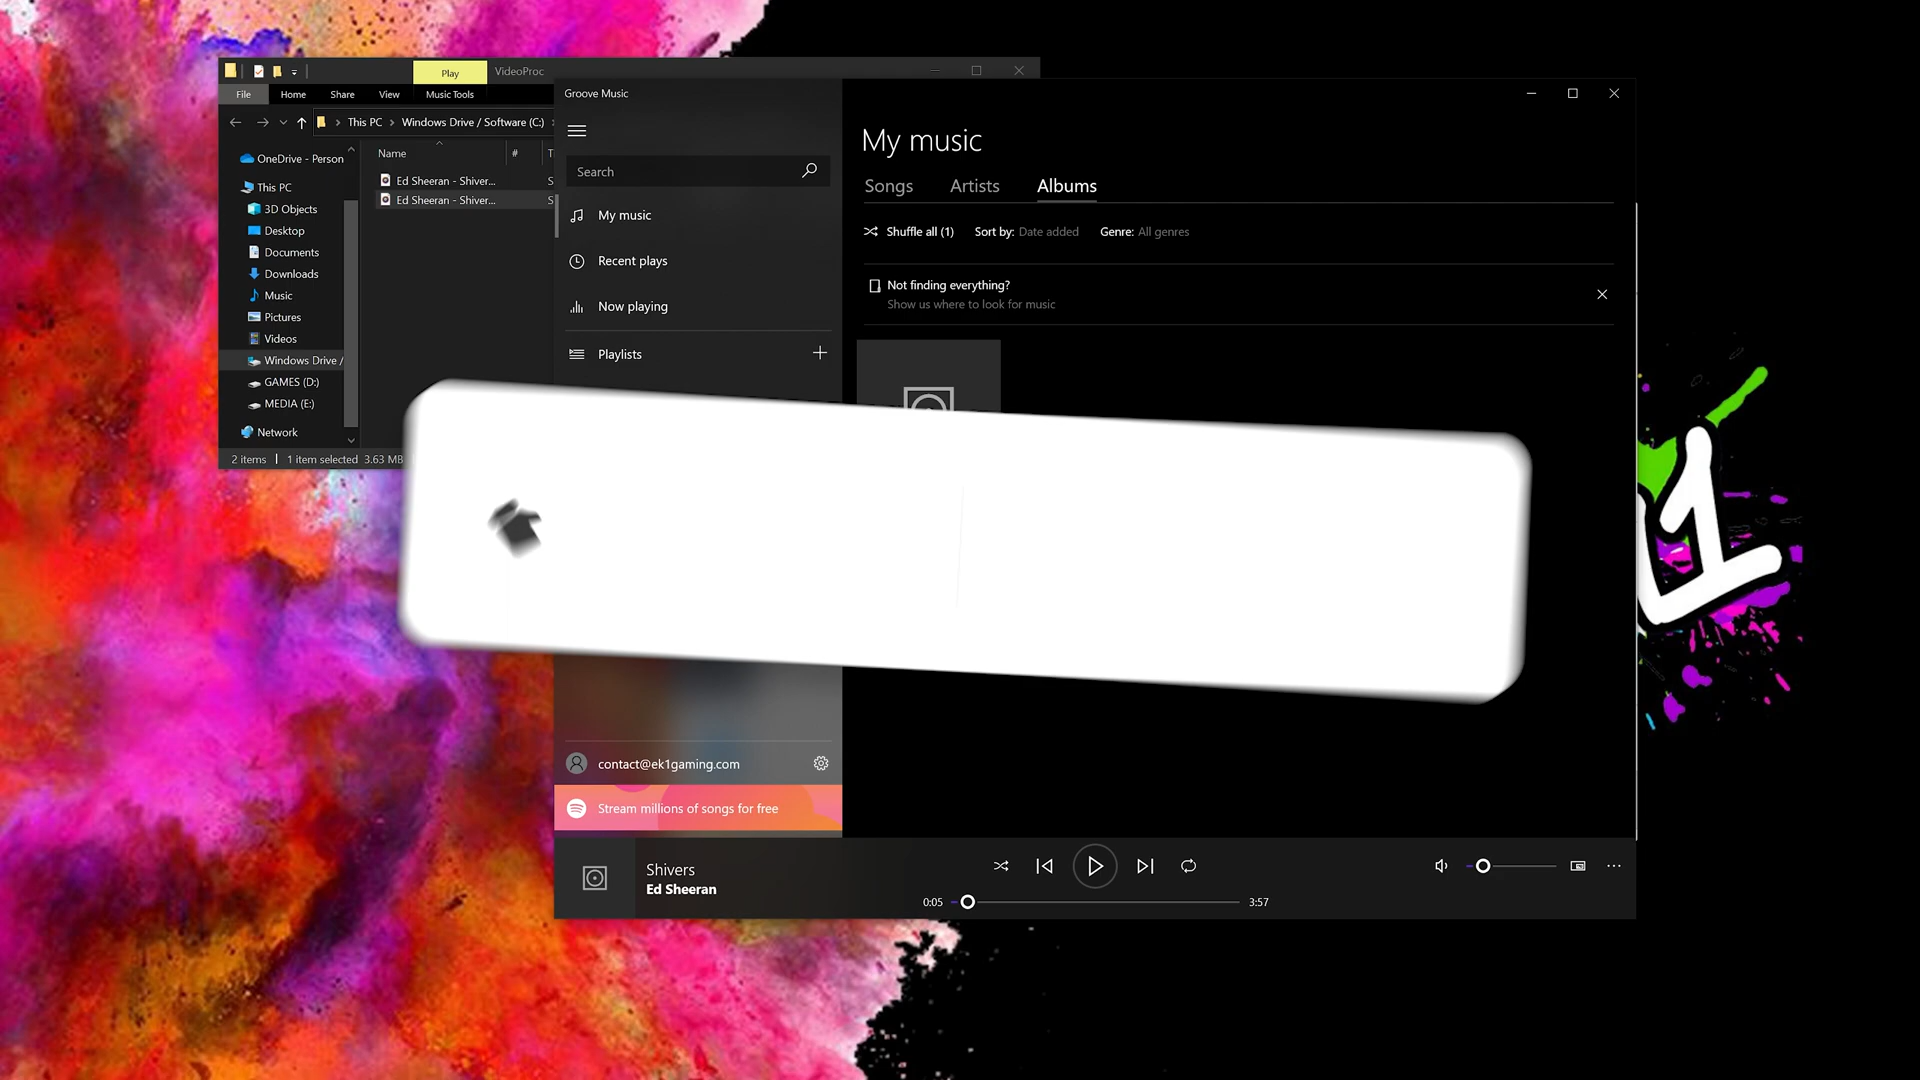 Play
VideoProc
File
Home
Share
View
Music Tools
This PC
Windows Drive / Software (C:)
OneDrive - Person
This PC
3D Objects
Desktop
Documents
Downloads
Music
Pictures
Videos
Windows Drive /
GAMES (D:)
MEDIA (E:)
Network
Name
#
Ed Sheeran - Shiver...
S
Ed Sheeran - Shiver...
S
2 items
1 item selected 3.63 MB
Groove Music
Search
My music
Recent plays
Now playing
Playlists
contact@ek1gaming.com
Stream millions of songs for free
My music
Songs
Artists
Albums
Shuffle all (1)
Sort by: Date added
Genre: All genres
Not finding everything?
Show us where to look for music
Shivers
Ed Sheeran
0:05
3:57
1